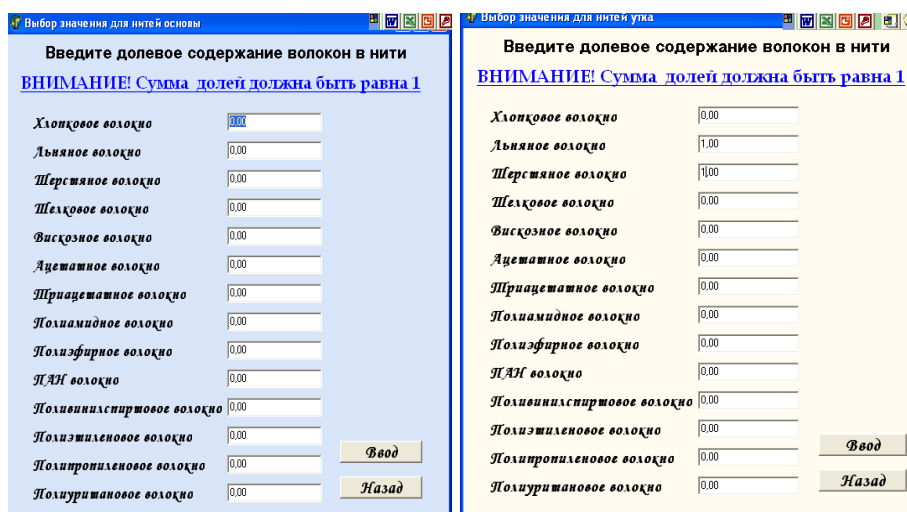 Выбор значения для нитей основы
Введите долевое содержание волокон в нити
ВНИМАНИЕ! Сумма долей должна быть равна 1
Хлопковое волокно 0,00
Льняное волокно 0,00
Шерстяное волокно 0,00
Шелковое волокно 0,00
Вискозное волокно 0,00
Ацетатное волокно 0,00
Триацетатное волокно 0,00
Полиамидное волокно 0,00
Полиэфирное волокно 0,00
ПАН волокно 0,00
Поливинилспиртовое волокно 0,00
Полиэтиленовое волокно 0,00
Полипропиленовое волокно 0,00
Полиуритановое волокно 0,00
Ввод
Назад
Выбор значения для нитей утка
Введите долевое содержание волокон в нити
ВНИМАНИЕ! Сумма долей должна быть равна 1
Хлопковое волокно 0,00
Льняное волокно 1,00
Шерстяное волокно 1,00
Шелковое волокно 0,00
Вискозное волокно 0,00
Ацетатное волокно 0,00
Триацетатное волокно 0,00
Полиамидное волокно 0,00
Полиэфирное волокно 0,00
ПАН волокно 0,00
Поливинилспиртовое волокно 0,00
Полиэтиленовое волокно 0,00
Полипропиленовое волокно 0,00
Полиуритановое волокно 0,00
Ввод
Назад